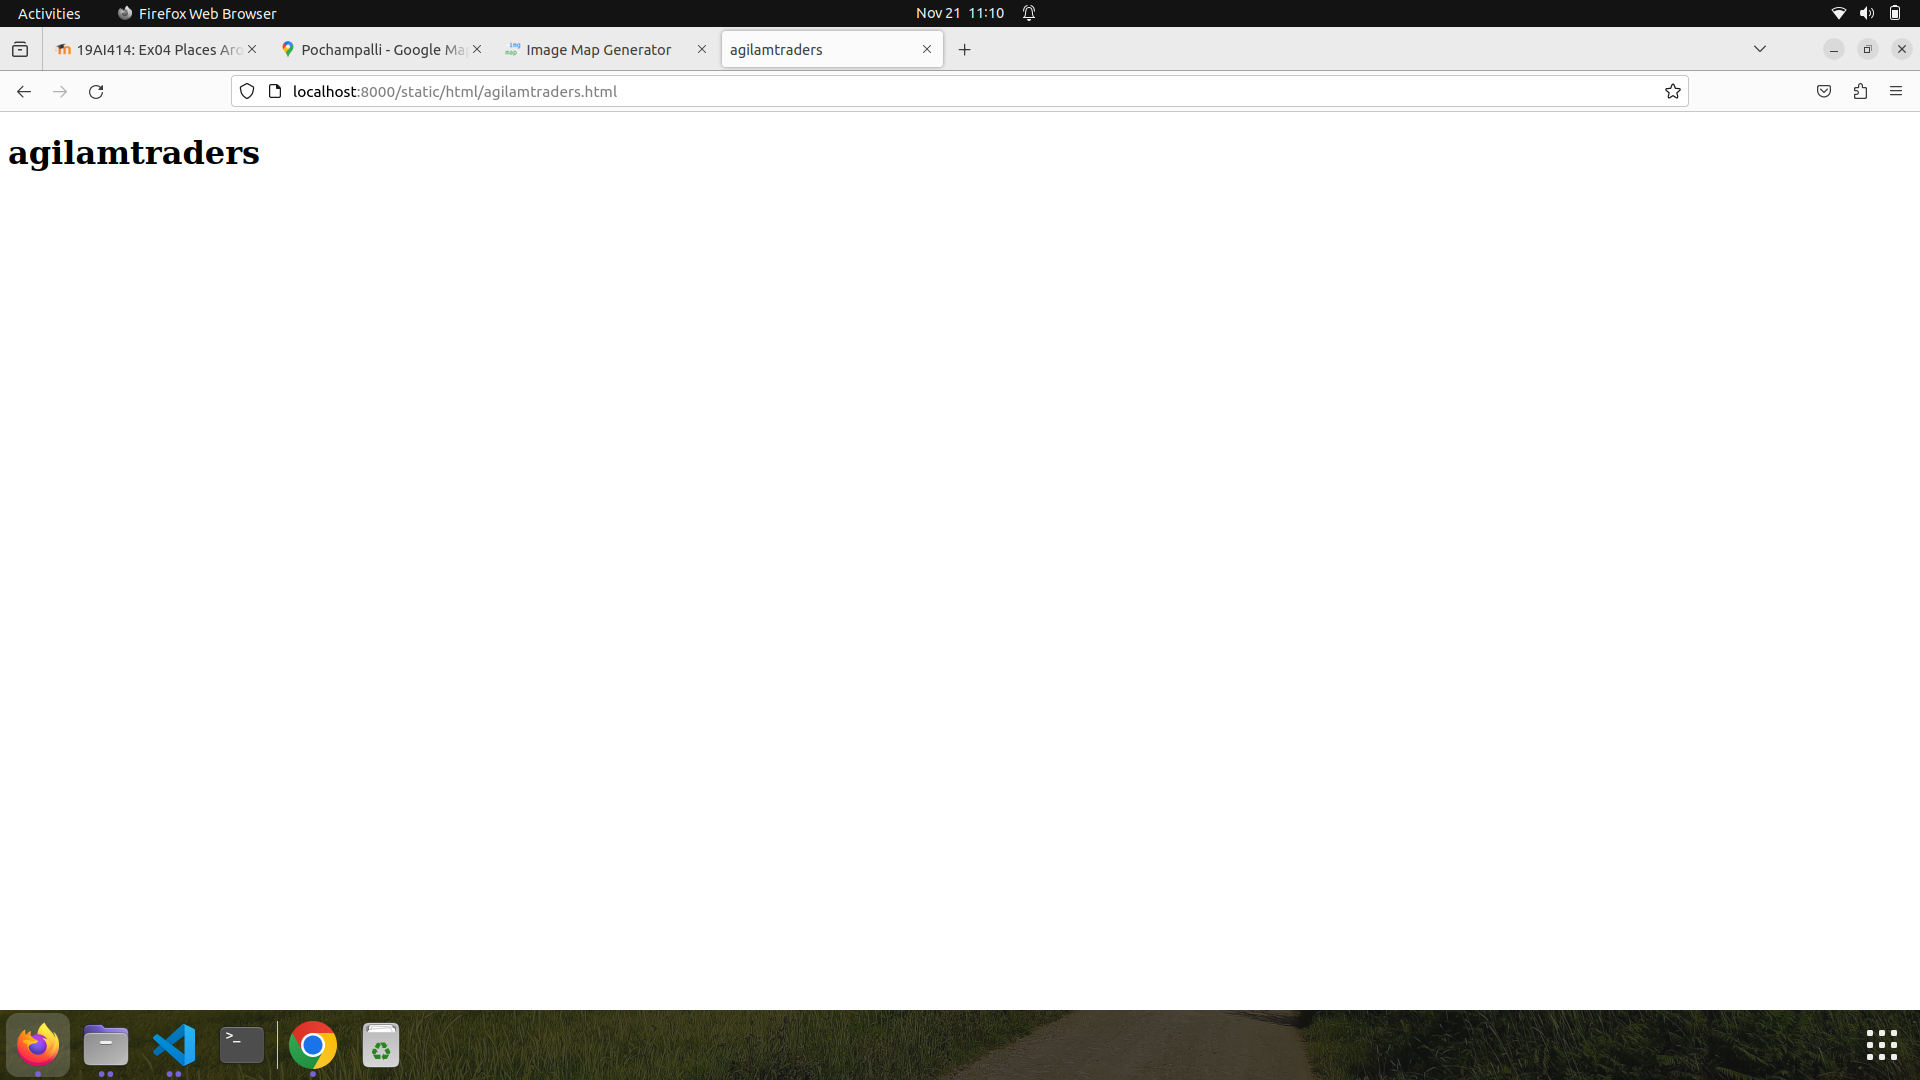 Activities
Firefox Web Browser
Nov 21 11:10
19AI414: Ex04 Places Aro
Pochampalli - Google Ma
Image Map Generator
agilamtraders
localhost:8000/static/html/agilamtraders.html
agilamtraders